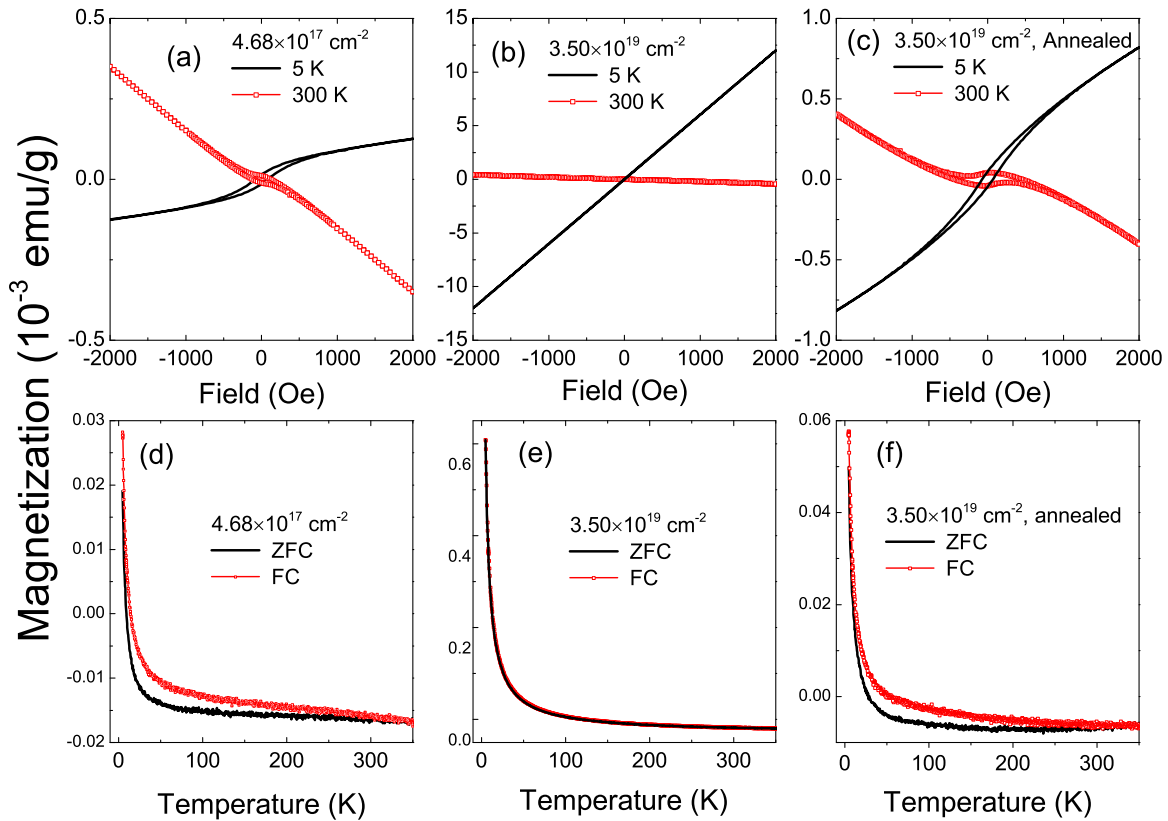 Magnetization (10⁻³ emu/g)
(a)
4.68×10¹⁷ cm⁻²
5 K
300 K
0.5
0.0
-0.5
-2000 -1000 0 1000 2000
Field (Oe)
(b)
3.50×10¹⁹ cm⁻²
5 K
300 K
15
10
5
0
-5
-10
-15
-2000 -1000 0 1000 2000
Field (Oe)
(c)
3.50×10¹⁹ cm⁻², Annealed
5 K
300 K
1.0
0.5
0.0
-0.5
-1.0
-2000 -1000 0 1000 2000
Field (Oe)
(d)
4.68×10¹⁷ cm⁻²
ZFC
FC
0.03
0.02
0.01
0.00
-0.01
-0.02
0 100 200 300
Temperature (K)
(e)
3.50×10¹⁹ cm⁻²
ZFC
FC
0.6
0.4
0.2
0.0
0 100 200 300
Temperature (K)
(f)
3.50×10¹⁹ cm⁻², annealed
ZFC
FC
0.06
0.04
0.02
0.00
0 100 200 300
Temperature (K)